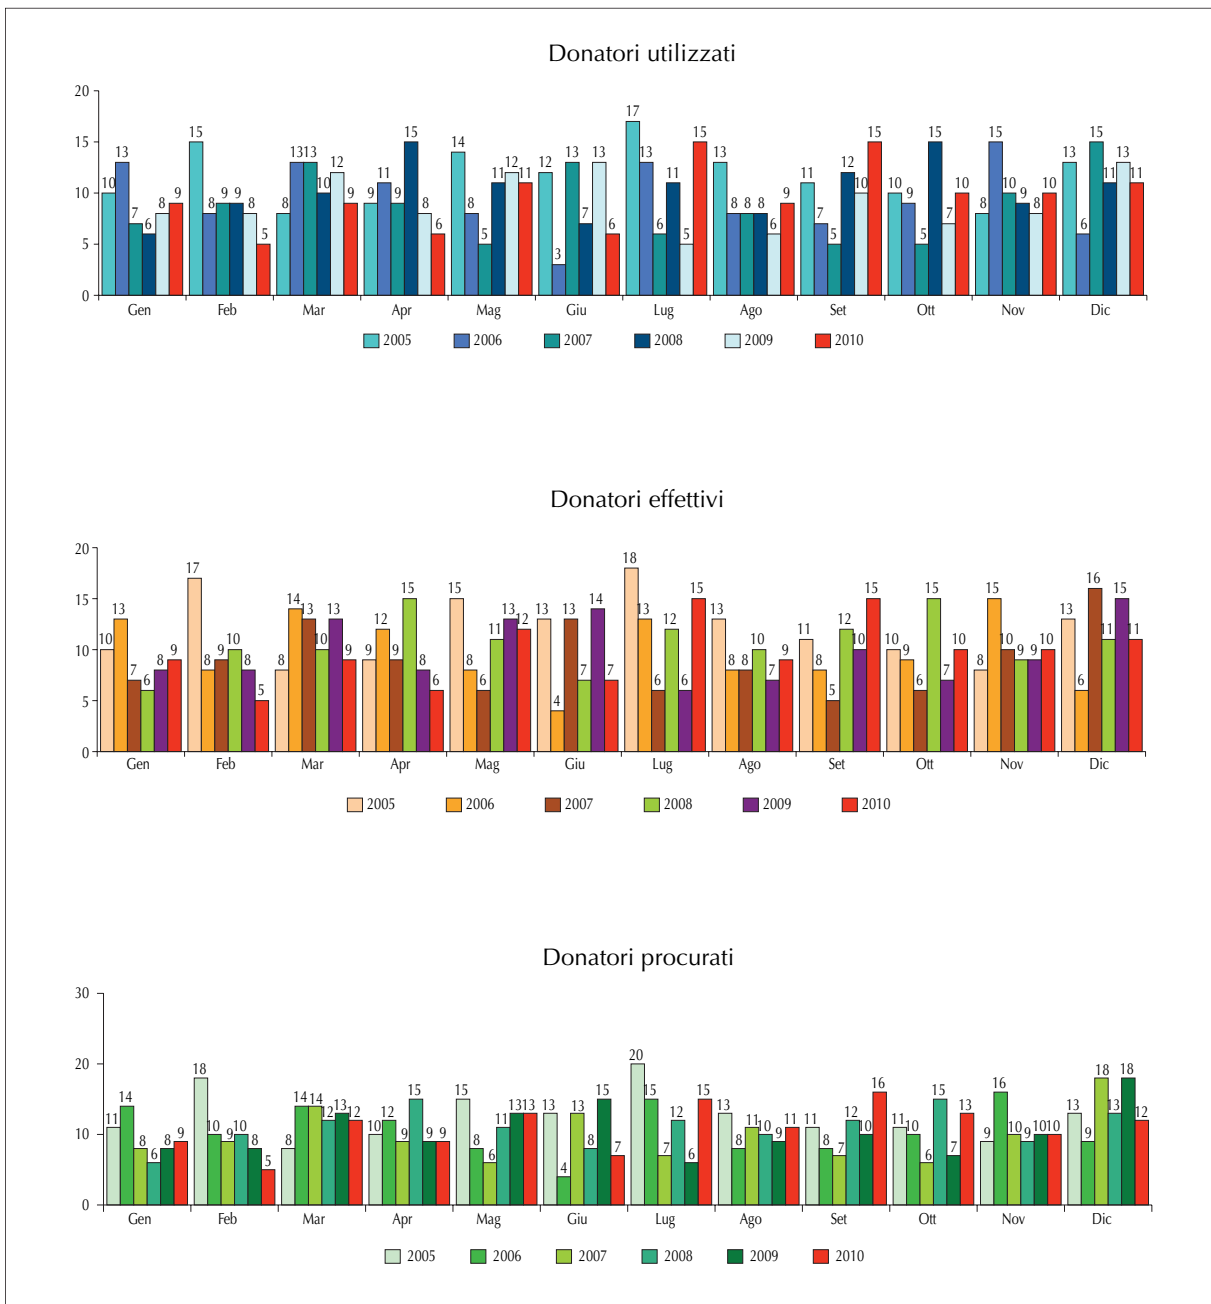 Donatori utilizzati
20
15
10
5
0
10 13 7 6 8 9
15 8 9 9 8 5
8 13 13 10 12 9
9 11 9 15 8 6
14 8 5 11 12 11
12 3 13 7 13 6
17 13 6 11 5 15
13 8 8 8 6 9
11 7 5 12 10 15
10 9 5 15 7 10
8 15 10 9 8 10
13 6 15 11 13 11
Gen Feb Mar Apr Mag Giu Lug Ago Set Ott Nov Dic
2005 2006 2007 2008 2009 2010
Donatori effettivi
20
15
10
5
0
10 13 7 6 8 9
17 8 9 10 8 5
8 14 13 10 13 9
9 12 9 15 8 6
15 8 6 11 13 12
13 4 13 7 14 7
18 13 6 12 6 15
13 8 8 10 7 9
11 8 5 12 10 15
10 9 6 15 7 10
8 15 10 9 9 10
13 6 16 11 15 11
Gen Feb Mar Apr Mag Giu Lug Ago Set Ott Nov Dic
2005 2006 2007 2008 2009 2010
Donatori procurati
30
20
10
0
11 14 8 6 8 9
18 10 9 10 8 5
8 14 14 12 13 12
10 12 9 15 9 9
15 8 6 11 13 13
13 4 13 8 15 7
20 15 7 12 6 15
13 8 11 10 9 11
11 8 7 12 10 16
11 10 6 15 7 13
9 16 10 9 10 10
13 9 18 13 18 12
Gen Feb Mar Apr Mag Giu Lug Ago Set Ott Nov Dic
2005 2006 2007 2008 2009 2010